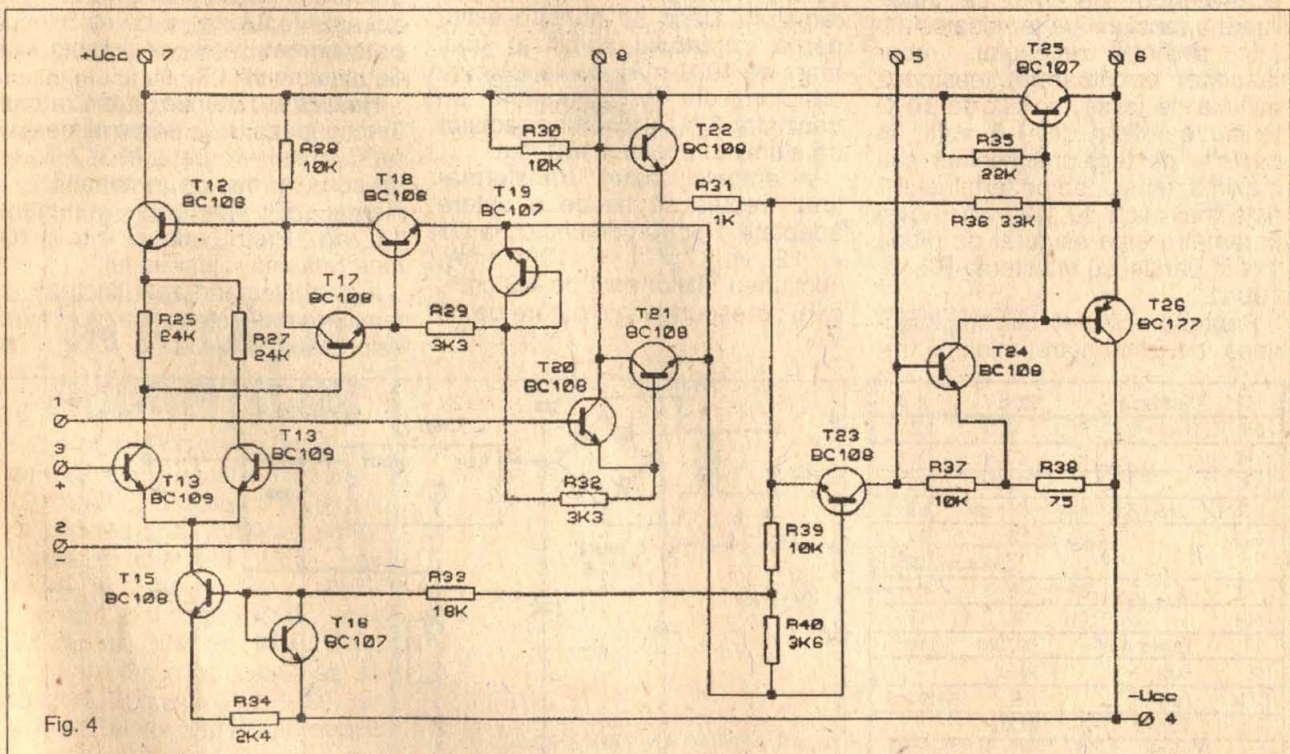 +Ucc 7
8
5
T25
BC107
6
R28
10K
R30
10K
T22
BC108
R35
22K
T12
BC108
T18
BC108
T19
BC107
R31
1K
R36 33K
T17
BC108
R25
24K
R27
24K
R29
3K3
T21
BC108
T26
BC177
T24
BC108
T20
BC108
1
3
+
T13
BC109
T13
BC109
T23
BC108
R37
10K
R38
75
R32
3K3
2
-
R39
10K
T15
BC108
R33
18K
T16
BC107
R40
3K6
R34
2K4
-Ucc
4
Fig. 4